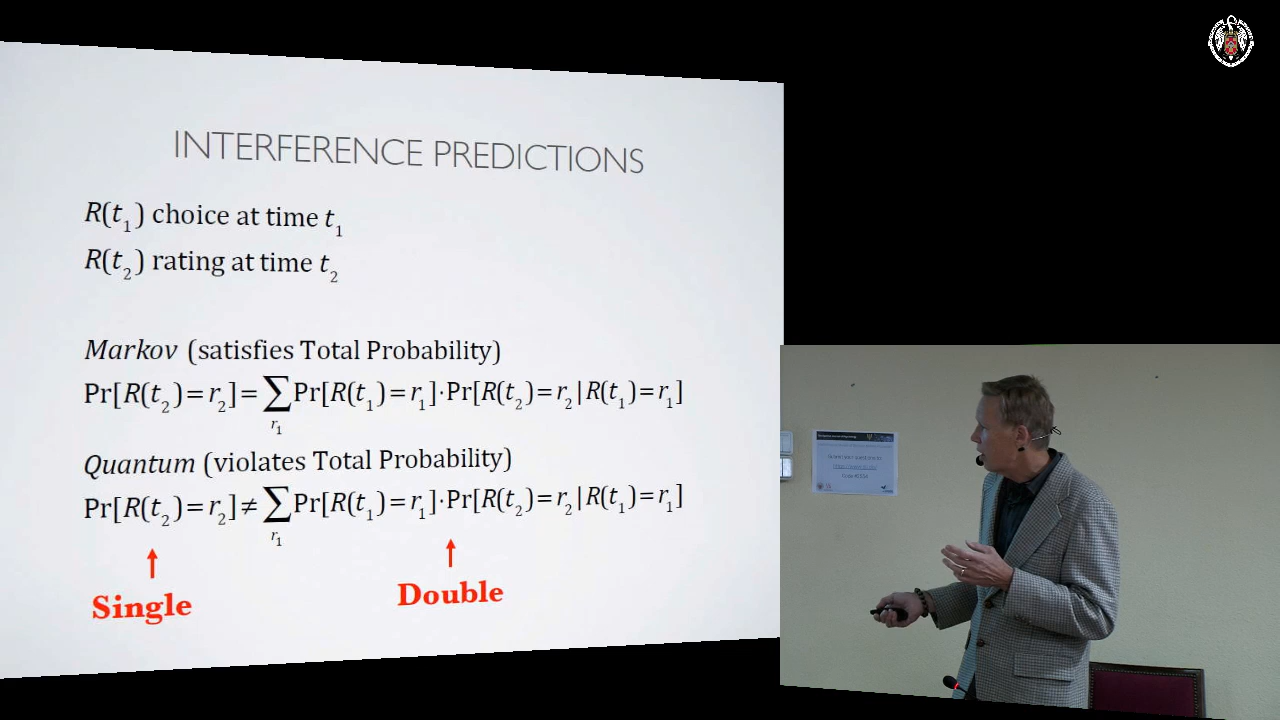 INTERFERENCE PREDICTIONS
R(t₁) choice at time t₁
R(t₂) rating at time t₂
Markov (satisfies Total Probability)
Pr[R(t₂)=r₂]=∑Pr[R(t₁)=r₁]·Pr[R(t₂)=r₂|R(t₁)=r₁]
r₁
Quantum (violates Total Probability)
Pr[R(t₂)=r₂]≠∑Pr[R(t₁)=r₁]·Pr[R(t₂)=r₂|R(t₁)=r₁]
r₁
Single
Double